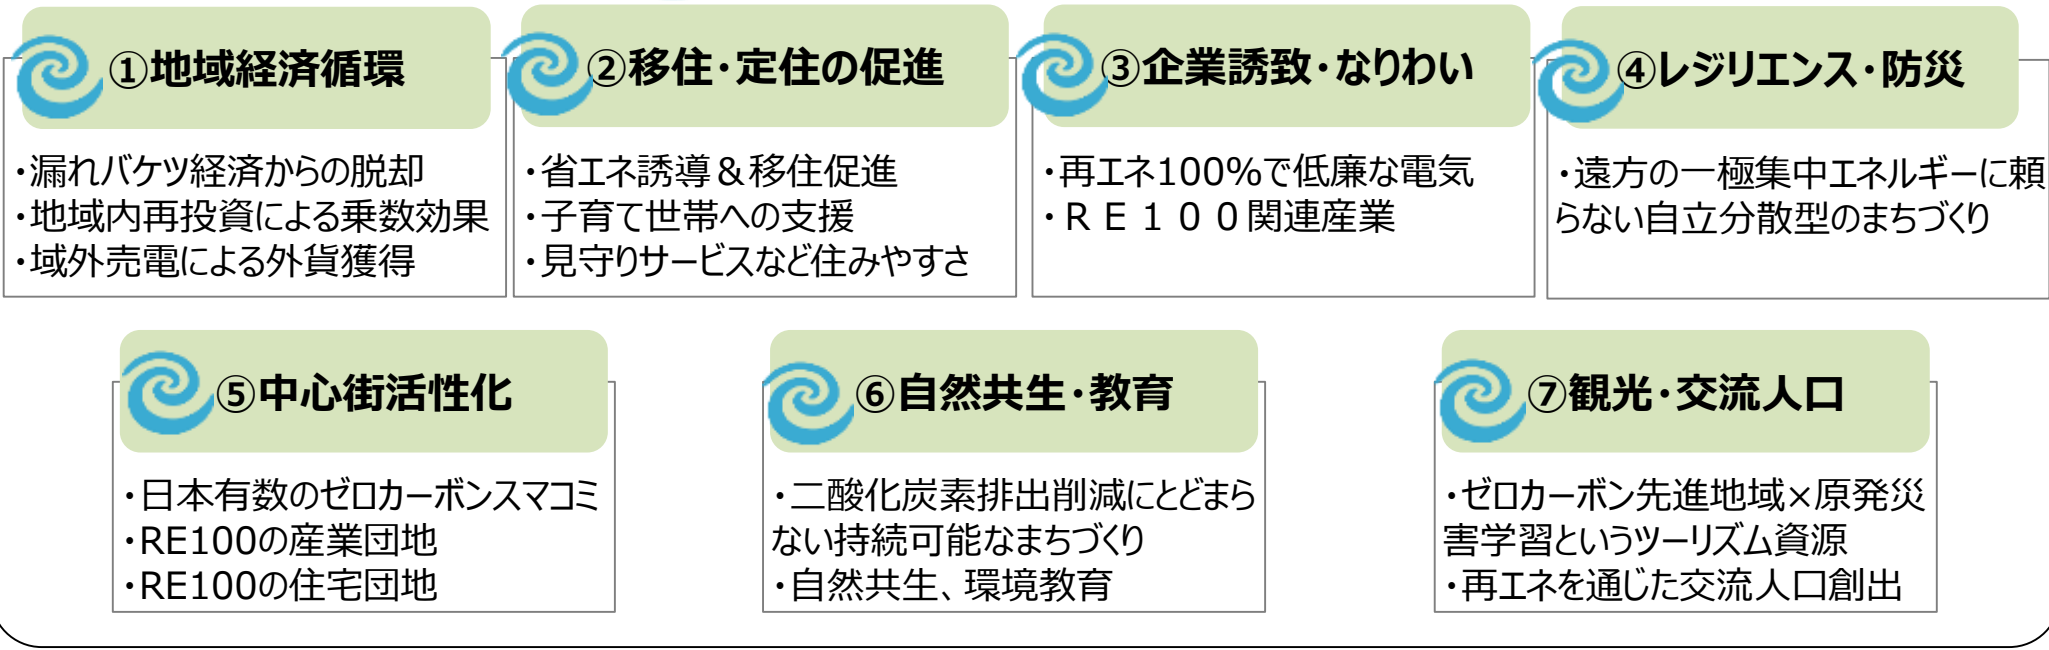 ①地域経済循環
・漏れバケツ経済からの脱却
・地域内再投資による乗数効果
・域外売電による外貨獲得
②移住・定住の促進
・省エネ誘導&移住促進
・子育て世帯への支援
・見守りサービスなど住みやすさ
③企業誘致・なりわい
・再エネ100%で低廉な電気
・RE100関連産業
④レジリエンス・防災
・遠方の一極集中エネルギーに頼
らない自立分散型のまちづくり
⑤中心街活性化
・日本有数のゼロカーボンスマコミ
・RE100の産業団地
・RE100の住宅団地
⑥自然共生・教育
・二酸化炭素排出削減にとどまら
ない持続可能なまちづくり
・自然共生、環境教育
⑦観光・交流人口
・ゼロカーボン先進地域×原発災
害学習というツーリズム資源
・再エネを通じた交流人口創出